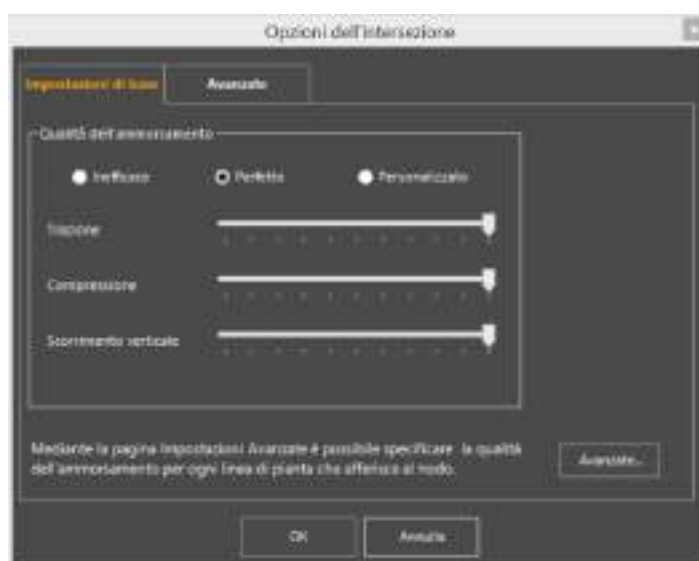 Opzioni dell'intersezione
Impostazioni di base
Avanzate
Qualità dell'ammorsamento
Inefficace
Perfetto
Personalizzato
Trazione
Compressione
Scorrimento verticale
Mediante la pagina Impostazioni Avanzate è possibile specificare la qualità
dell'ammorsamento per ogni linea di pianta che afferisce al nodo.
Avanzate...
OK
Annulla